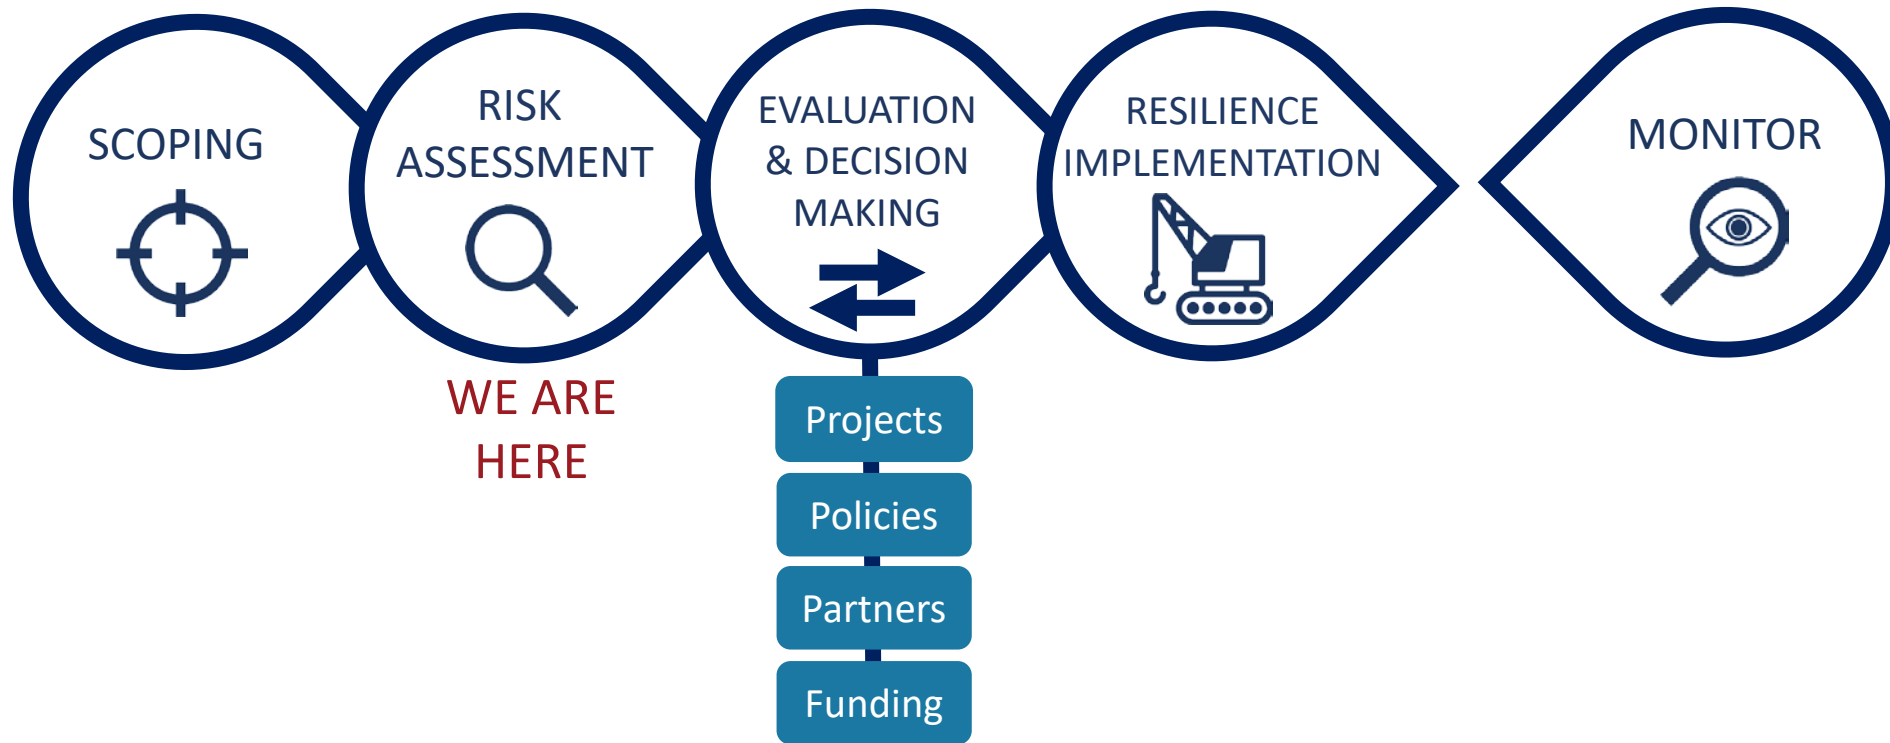 SCOPING
RISK
ASSESSMENT
EVALUATION
& DECISION
MAKING
RESILIENCE
IMPLEMENTATION
MONITOR
WE ARE
HERE
Projects
Policies
Partners
Funding